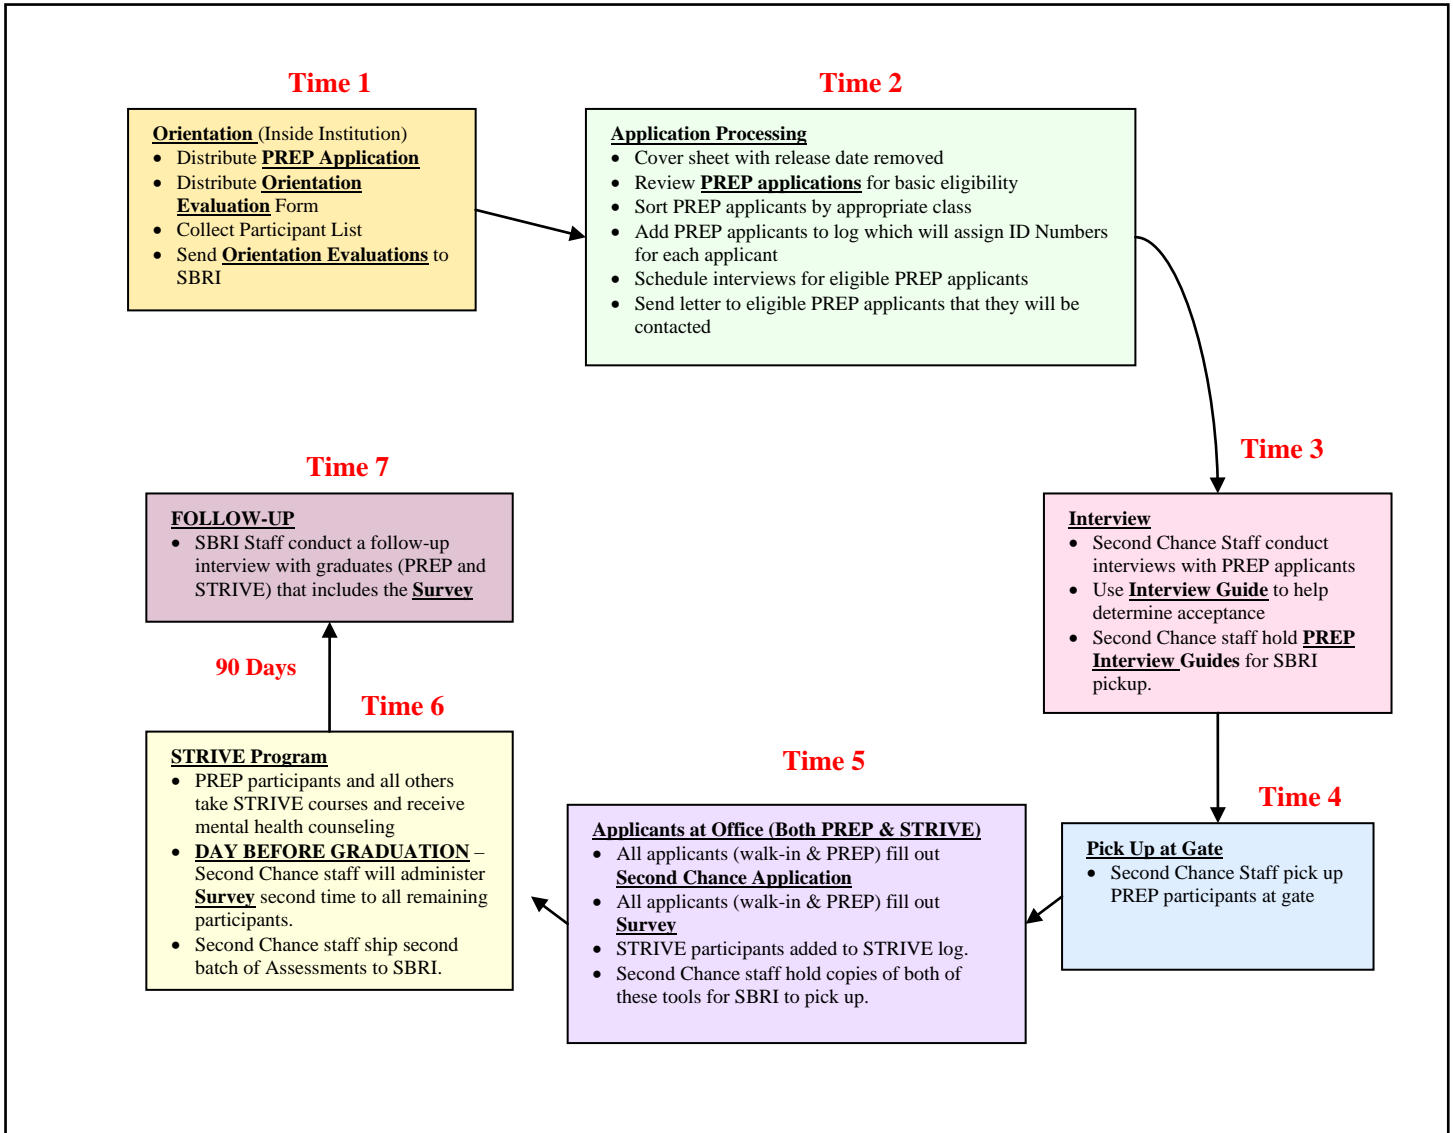 Time 1
Orientation (Inside Institution)
• Distribute PREP Application
• Distribute Orientation
Evaluation Form
• Collect Participant List
• Send Orientation Evaluations to
SBRI
Time 2
Application Processing
• Cover sheet with release date removed
• Review PREP applications for basic eligibility
• Sort PREP applicants by appropriate class
• Add PREP applicants to log which will assign ID Numbers
for each applicant
• Schedule interviews for eligible PREP applicants
• Send letter to eligible PREP applicants that they will be
contacted
Time 3
Interview
• Second Chance Staff conduct
interviews with PREP applicants
• Use Interview Guide to help
determine acceptance
• Second Chance staff hold PREP
Interview Guides for SBRI
pickup.
Time 4
Pick Up at Gate
• Second Chance Staff pick up
PREP participants at gate
Time 5
Applicants at Office (Both PREP & STRIVE)
• All applicants (walk-in & PREP) fill out
Second Chance Application
• All applicants (walk-in & PREP) fill out
Survey
• STRIVE participants added to STRIVE log.
• Second Chance staff hold copies of both of
these tools for SBRI to pick up.
Time 6
STRIVE Program
• PREP participants and all others
take STRIVE courses and receive
mental health counseling
• DAY BEFORE GRADUATION –
Second Chance staff will administer
Survey second time to all remaining
participants.
• Second Chance staff ship second
batch of Assessments to SBRI.
90 Days
Time 7
FOLLOW-UP
• SBRI Staff conduct a follow-up
interview with graduates (PREP and
STRIVE) that includes the Survey